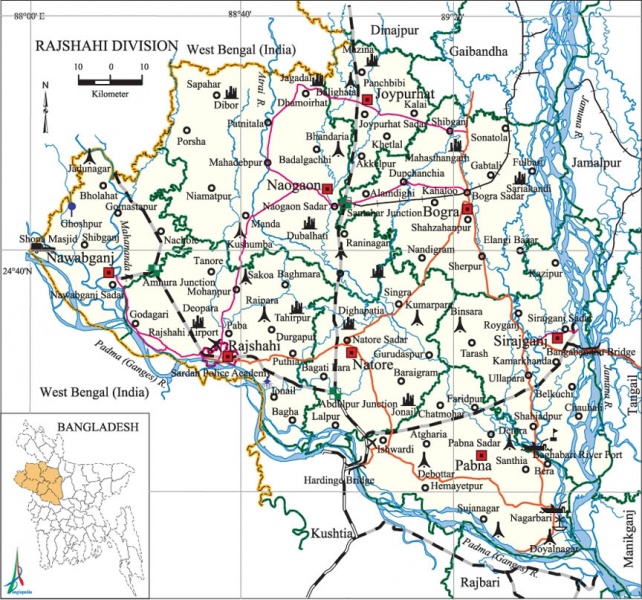 88°00' E
88°40'
Dinajpur
RAJSHAHI DIVISION
West Bengal (India)
Gaibandha
10 0 10
Kilometer
N
Atrai R.
Jamuna R.
Panchbibi
Jagadal
Sapahar
Dibor
Dhamoirhat
Joypurhat
Kalai
Patnitala
Joypurhat Sadar
Shibganj
Sonatola
Porsha
Bhandaria
Khetlal
Mahasthangarh
Badalgachhi
Jamalpur
Mahadebpur
Akkelpur
Gabtali
Jadunagar
Dupchanchia
Sariakandi
Naogaon
Kahaloo
Bholahat
Niamatpur
Alamdighi
Bogra Sadar
Gomastapur
Naogaon Sadar
Santahar Junction
Bogra
Ghoshpur
Manda
Shahzahanpur
Mahananda R.
Dubalhati
Shona Masjid
Shibganj
Nachole
Kushumba
Raninagar
Elangi Bazar
Nawabganj
Nandigram
24°40'
Tanore
Sherpur
Kazipur
Amnura Junction
Sakoa
Baghmara
Nawabganj Sadar
Mohanpur
Singra
Raipara
Kumarpara
Binsara
Godagari
Deopara
Tahirpur
Dighapatia
Royganj
Sirajganj Sadar
Rajshahi Airport
Paba
Durgapur
Natore Sadar
Tarash
Sirajganj
Rajshahi
Puthia
Natore
Gurudaspur
Kamarkhanda
Bangabandhu Bridge
Padma (Ganges) R.
Sardah Police Academy
Bagati Para
Baraigram
Ullapara
Jamuna R.
Belkuchi
Tangail
West Bengal (India)
Abdulpur Junction
Jonail
Chatmohar
Faridpur
Chauhali
BANGLADESH
Bagha
Lalpur
Shahjadpur
Atgharia
Pabna Sadar
Demra
Ishwardi
Baghabari River Port
Debottar
Pabna
Santhia
Bera
Hardinge Bridge
Hemayetpur
Sujanagar
Nagarbari
Manikganj
Kushtia
Padma (Ganges) R.
Doyalnagar
Rajbari
Banglapedia